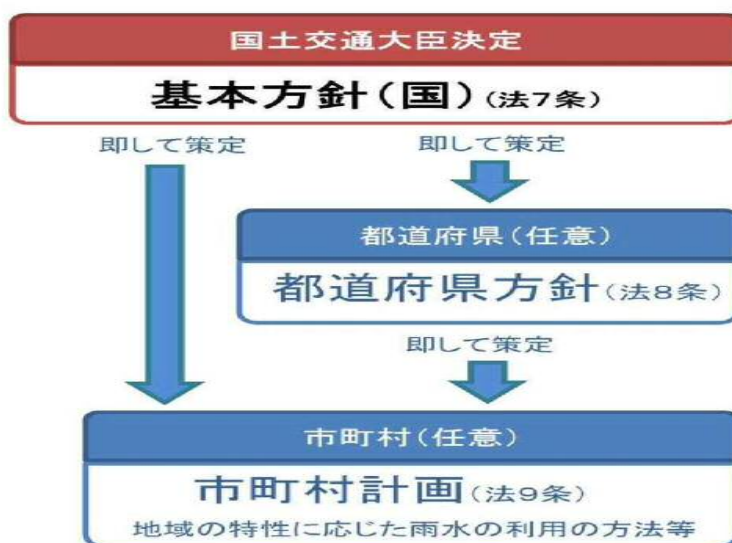 国土交通大臣決定
基本方針(国)(法7条)
即して策定 即して策定
都道府県(任意)
都道府県方針(法8条)
即して策定
市町村(任意)
市町村計画(法9条)
地域の特性に応じた雨水の利用の方法等